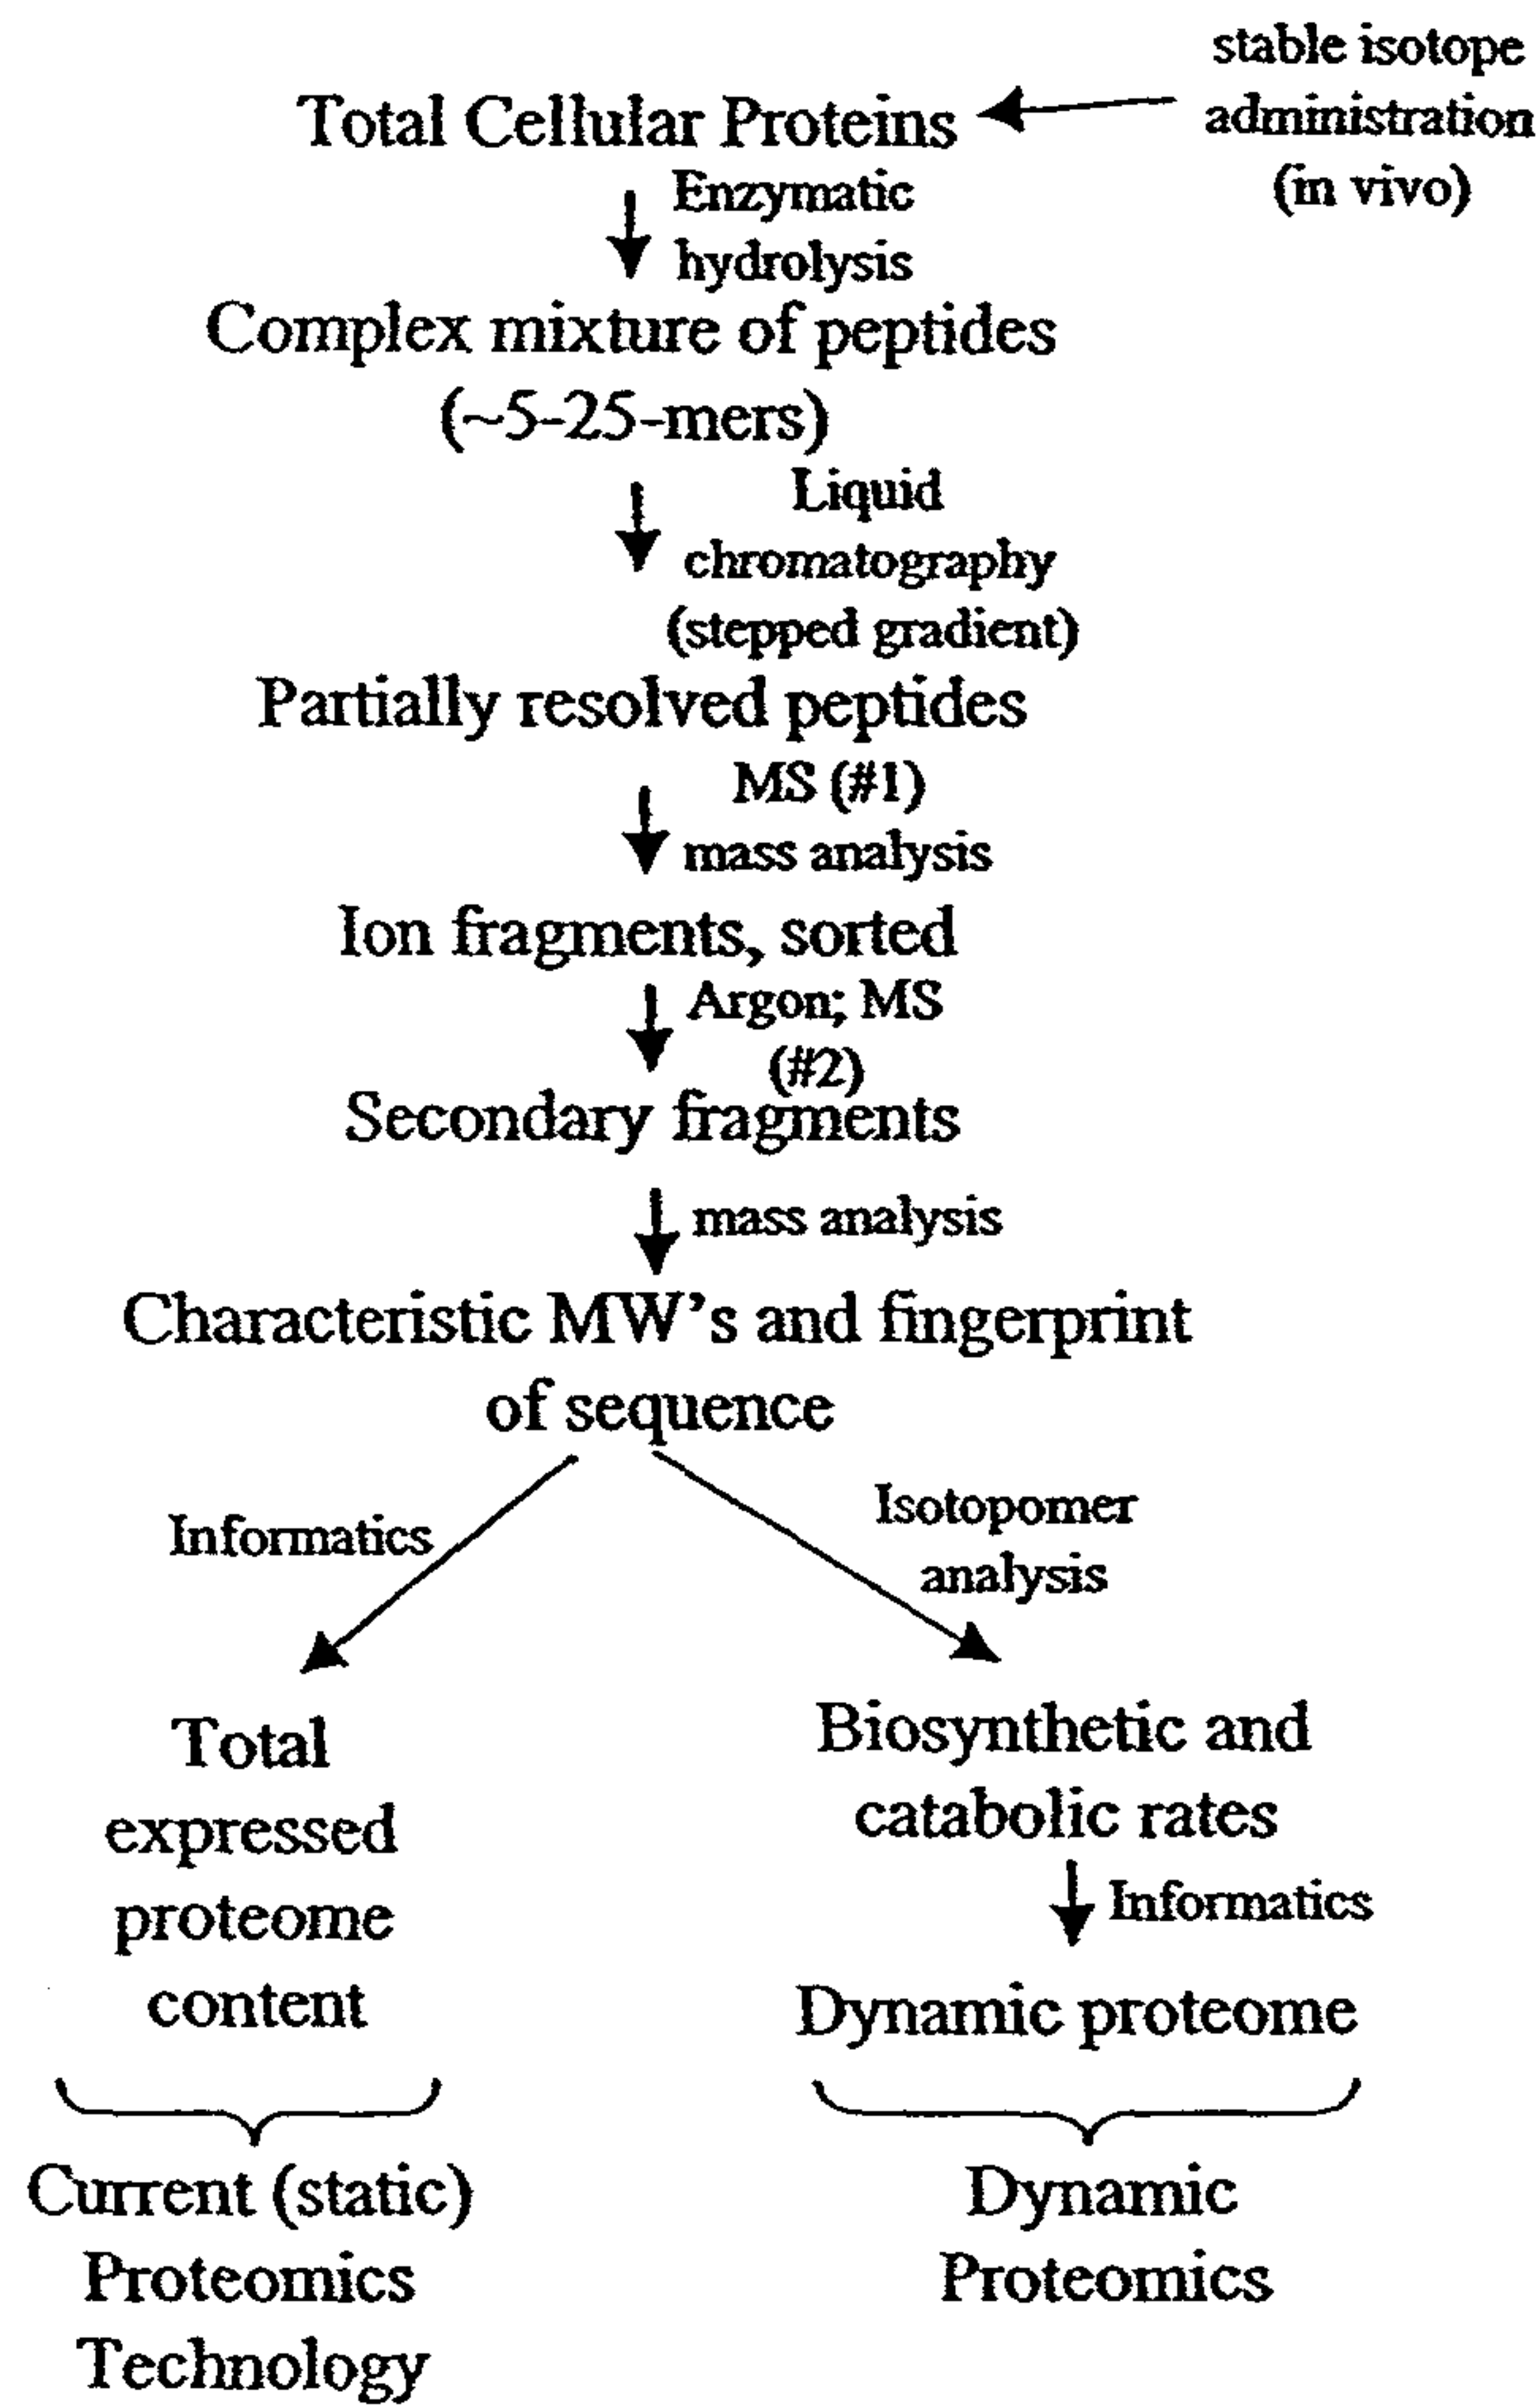 stable isotope
administration
(in vivo)
Total Cellular Proteins
Enzymatic
hydrolysis
Complex mixture of peptides
(~5-25-mers)
Liquid
chromatography
(stepped gradient)
Partially resolved peptides
MS (#1)
mass analysis
Ion fragments, sorted
Argon; MS
(#2)
Secondary fragments
mass analysis
Characteristic MW's and fingerprint
of sequence
Informatics
Isotopomer
analysis
Total
expressed
proteome
content
Biosynthetic and
catabolic rates
Informatics
Dynamic proteome
Current (static)
Proteomics
Technology
Dynamic
Proteomics